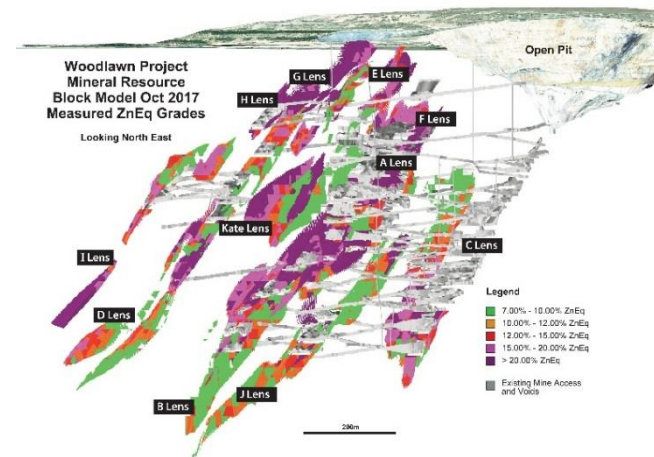 Woodlawn Project
Mineral Resource
Block Model Oct 2017
Measured ZnEq Grades
Looking North East
Open Pit
G Lens
E Lens
H Lens
F Lens
A Lens
Kate Lens
C Lens
I Lens
D Lens
B Lens
J Lens
Legend
7.00% - 10.00% ZnEq
10.00% - 12.00% ZnEq
12.00% - 15.00% ZnEq
15.00% - 20.00% ZnEq
> 20.00% ZnEq
Existing Mine Access
and Voids
200m